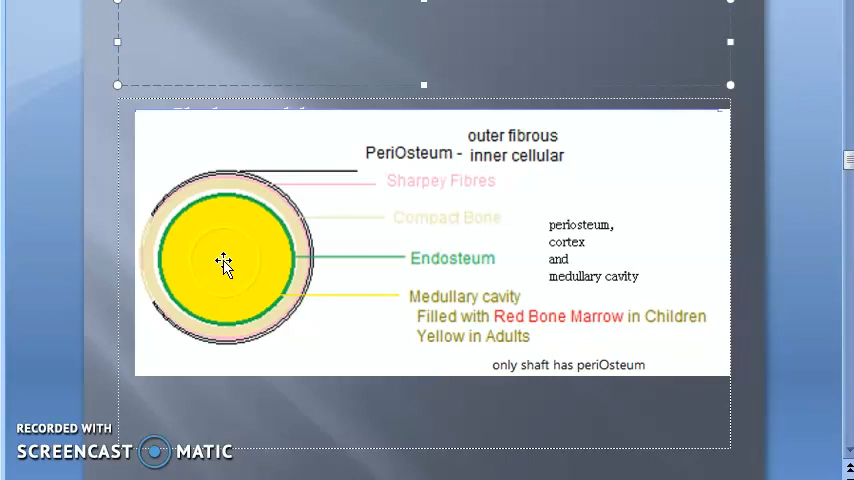 outer fibrous
PeriOsteum - inner cellular
Sharpey Fibres
Compact Bone
periosteum,
cortex
and
medullary cavity
Endosteum
Medullary cavity
Filled with Red Bone Marrow in Children
Yellow in Adults
only shaft has periOsteum
RECORDED WITH
SCREENCAST MATIC